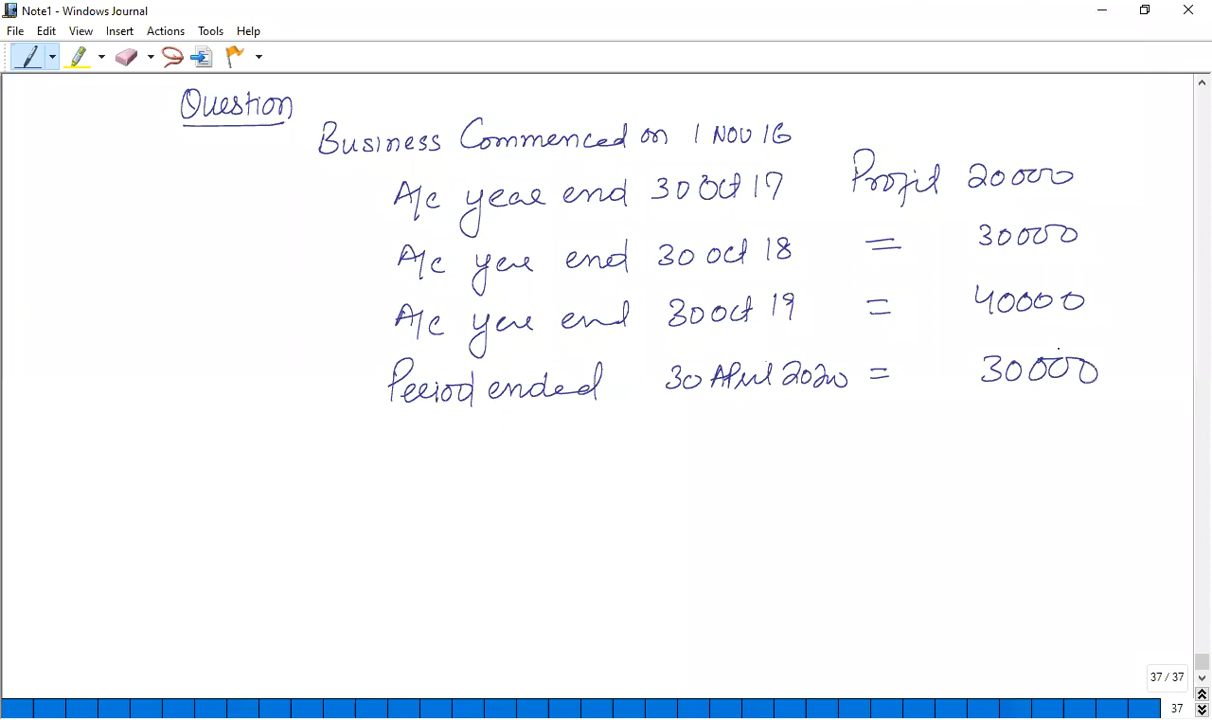 Note1 - Windows Journal
File Edit View Insert Actions Tools Help
Question
Business Commenced on 1 NOV 16
A/c year end 30 Oct 17 Profit 20000
A/c year end 30 Oct 18 = 30000
A/c year end 30 Oct 19 = 40000
Period ended 30 April 2020 = 30000
37 / 37
37